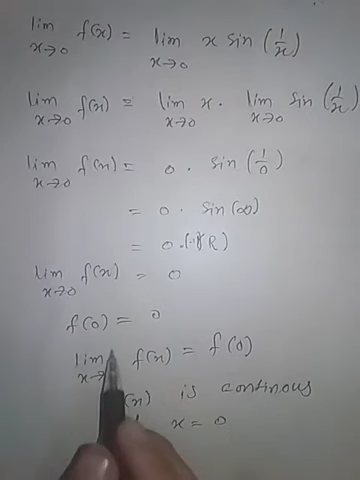 lim x→0 f(x) = lim x→0 x sin (1/x)
lim x→0 f(x) = lim x→0 x · lim x→0 sin (1/x)
lim x→0 f(x) = 0 · sin (1/0)
= 0 · sin(∞)
= 0 ·
lim x→0 f(x) = 0
f(0) = 0
lim x→ f(x) = f(0)
(x) is continous
x = 0